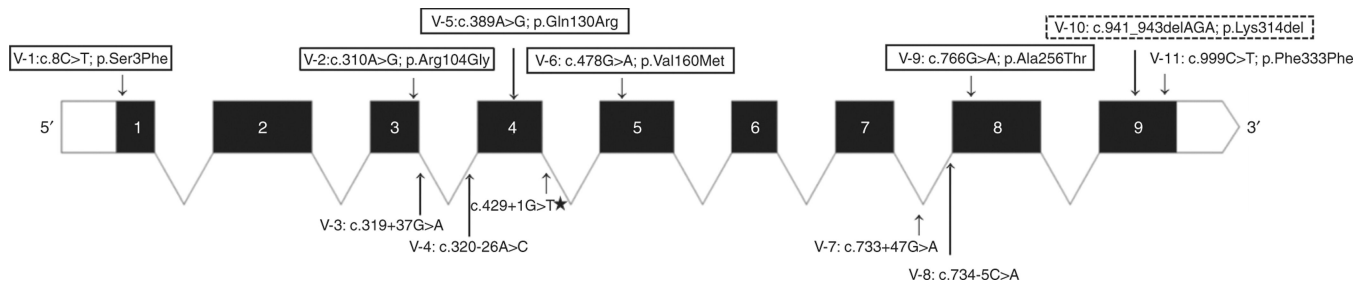 V-5:c.389A>G; p.Gln130Arg
V-10: c.941_943delAGA; p.Lys314del
V-1:c.8C>T; p.Ser3Phe
V-2:c.310A>G; p.Arg104Gly
V-6: c.478G>A; p.Val160Met
V-9: c.766G>A; p.Ala256Thr
V-11: c.999C>T; p.Phe333Phe
5′ 1 2 3 4 5 6 7 8 9 3′
c.429+1G>T★
V-3: c.319+37G>A
V-4: c.320-26A>C
V-7: c.733+47G>A
V-8: c.734-5C>A